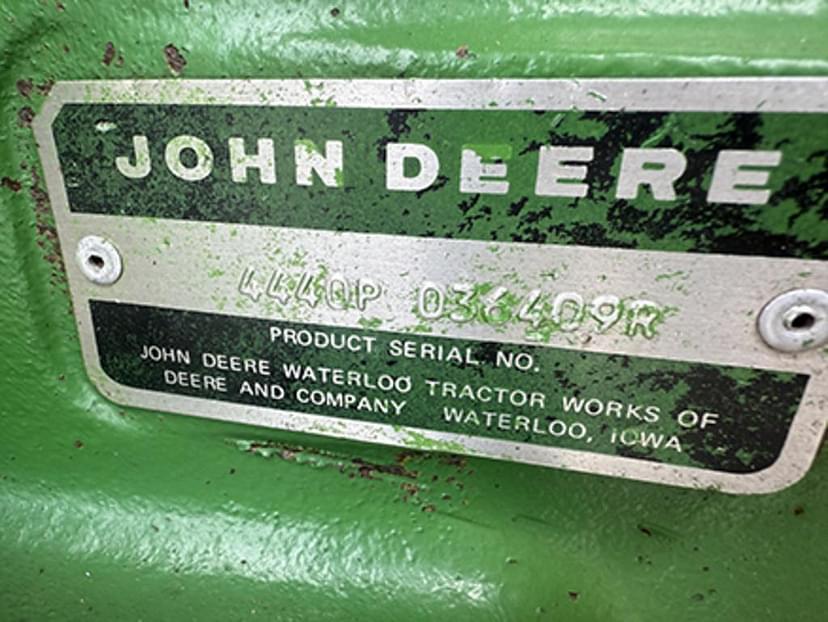 JOHN DEERE
4440P 036409R
PRODUCT SERIAL NO.
JOHN DEERE WATERLOO TRACTOR WORKS OF
DEERE AND COMPANY WATERLOO, IOWA